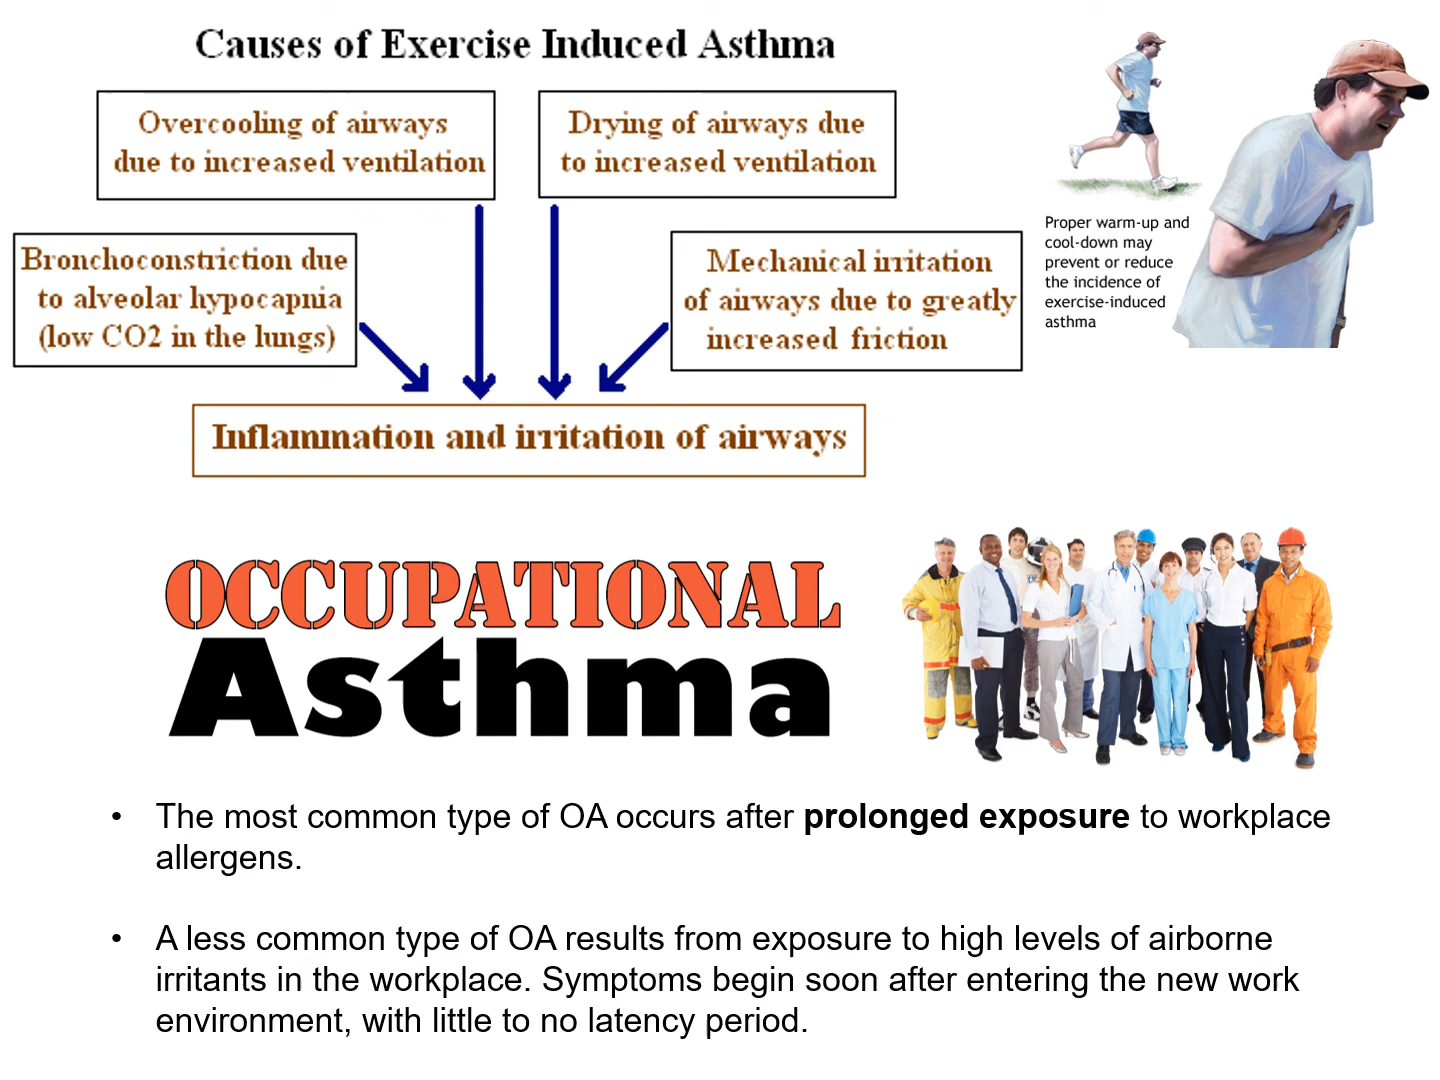 Causes of Exercise Induced Asthma
Overcooling of airways
due to increased ventilation
Drying of airways due
to increased ventilation
Bronchoconstriction due
to alveolar hypocapnia
(low CO2 in the lungs)
Mechanical irritation
of airways due to greatly
increased friction
Inflammation and irritation of airways
Proper warm-up and
cool-down may
prevent or reduce
the incidence of
exercise-induced
asthma
OCCUPATIONAL
Asthma
• The most common type of OA occurs after prolonged exposure to workplace
allergens.
• A less common type of OA results from exposure to high levels of airborne
irritants in the workplace. Symptoms begin soon after entering the new work
environment, with little to no latency period.